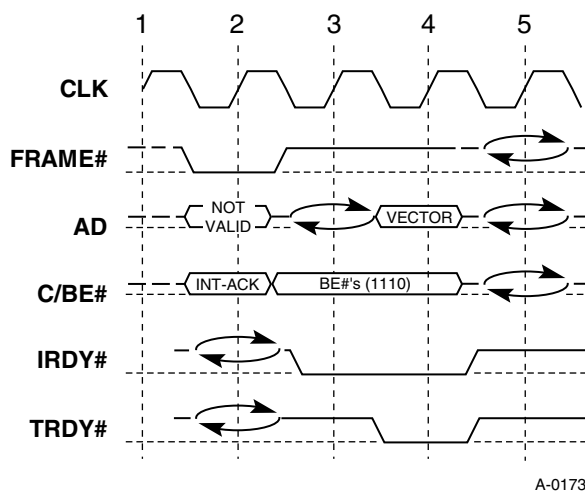 1 2 3 4 5
CLK
FRAME#
AD NOT VALID VECTOR
C/BE# INT-ACK BE#'s (1110)
IRDY#
TRDY#
A-0173